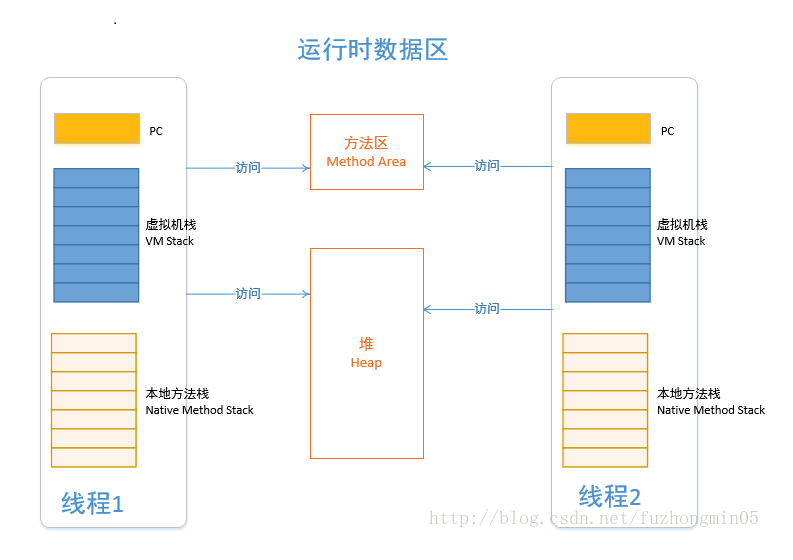 运行时数据区
PC
虚拟机栈
VM Stack
本地方法栈
Native Method Stack
线程1
访问
访问
方法区
Method Area
堆
Heap
访问
访问
PC
虚拟机栈
VM Stack
本地方法栈
Native Method Stack
线程2
http://blog.csdn.net/fuzhongmin05